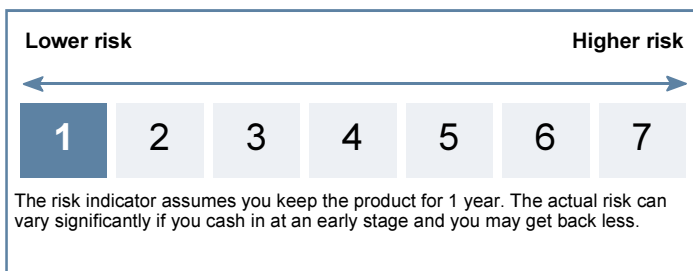 Lower risk Higher risk
1 2 3 4 5 6 7
The risk indicator assumes you keep the product for 1 year. The actual risk can
vary significantly if you cash in at an early stage and you may get back less.